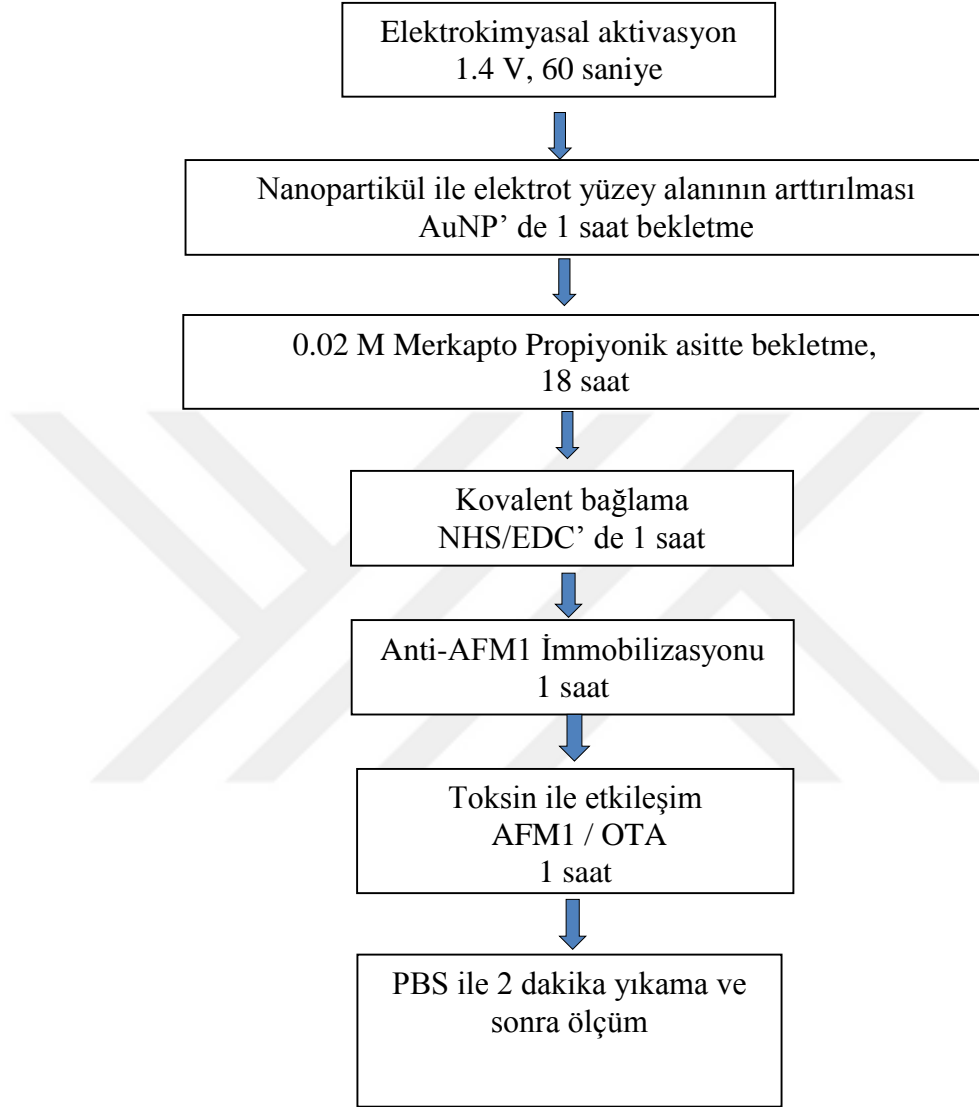 Elektrokimyasal aktivasyon
1.4 V, 60 saniye
Nanopartikül ile elektrot yüzey alanının arttırılması
AuNP’ de 1 saat bekletme
0.02 M Merkapto Propiyonik asitte bekletme,
18 saat
Kovalent bağlama
NHS/EDC’ de 1 saat
Anti-AFM1 İmmobilizasyonu
1 saat
Toksin ile etkileşim
AFM1 / OTA
1 saat
PBS ile 2 dakika yıkama ve
sonra ölçüm